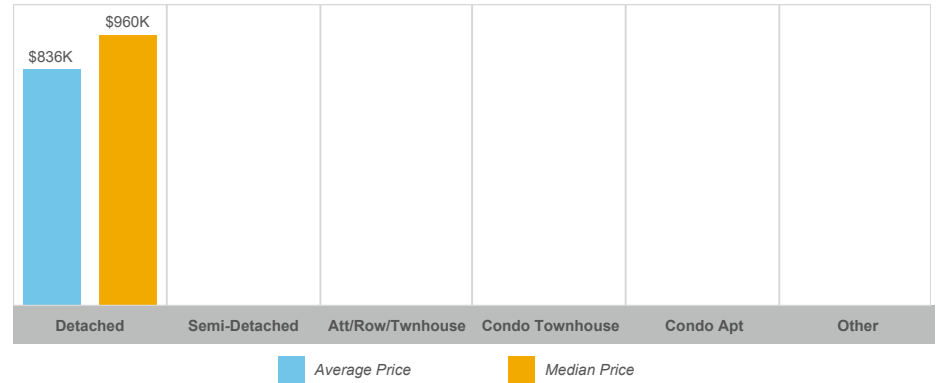 $960K
$836K
Detached
Semi-Detached
Att/Row/Twnhouse
Condo Townhouse
Condo Apt
Other
Average Price
Median Price